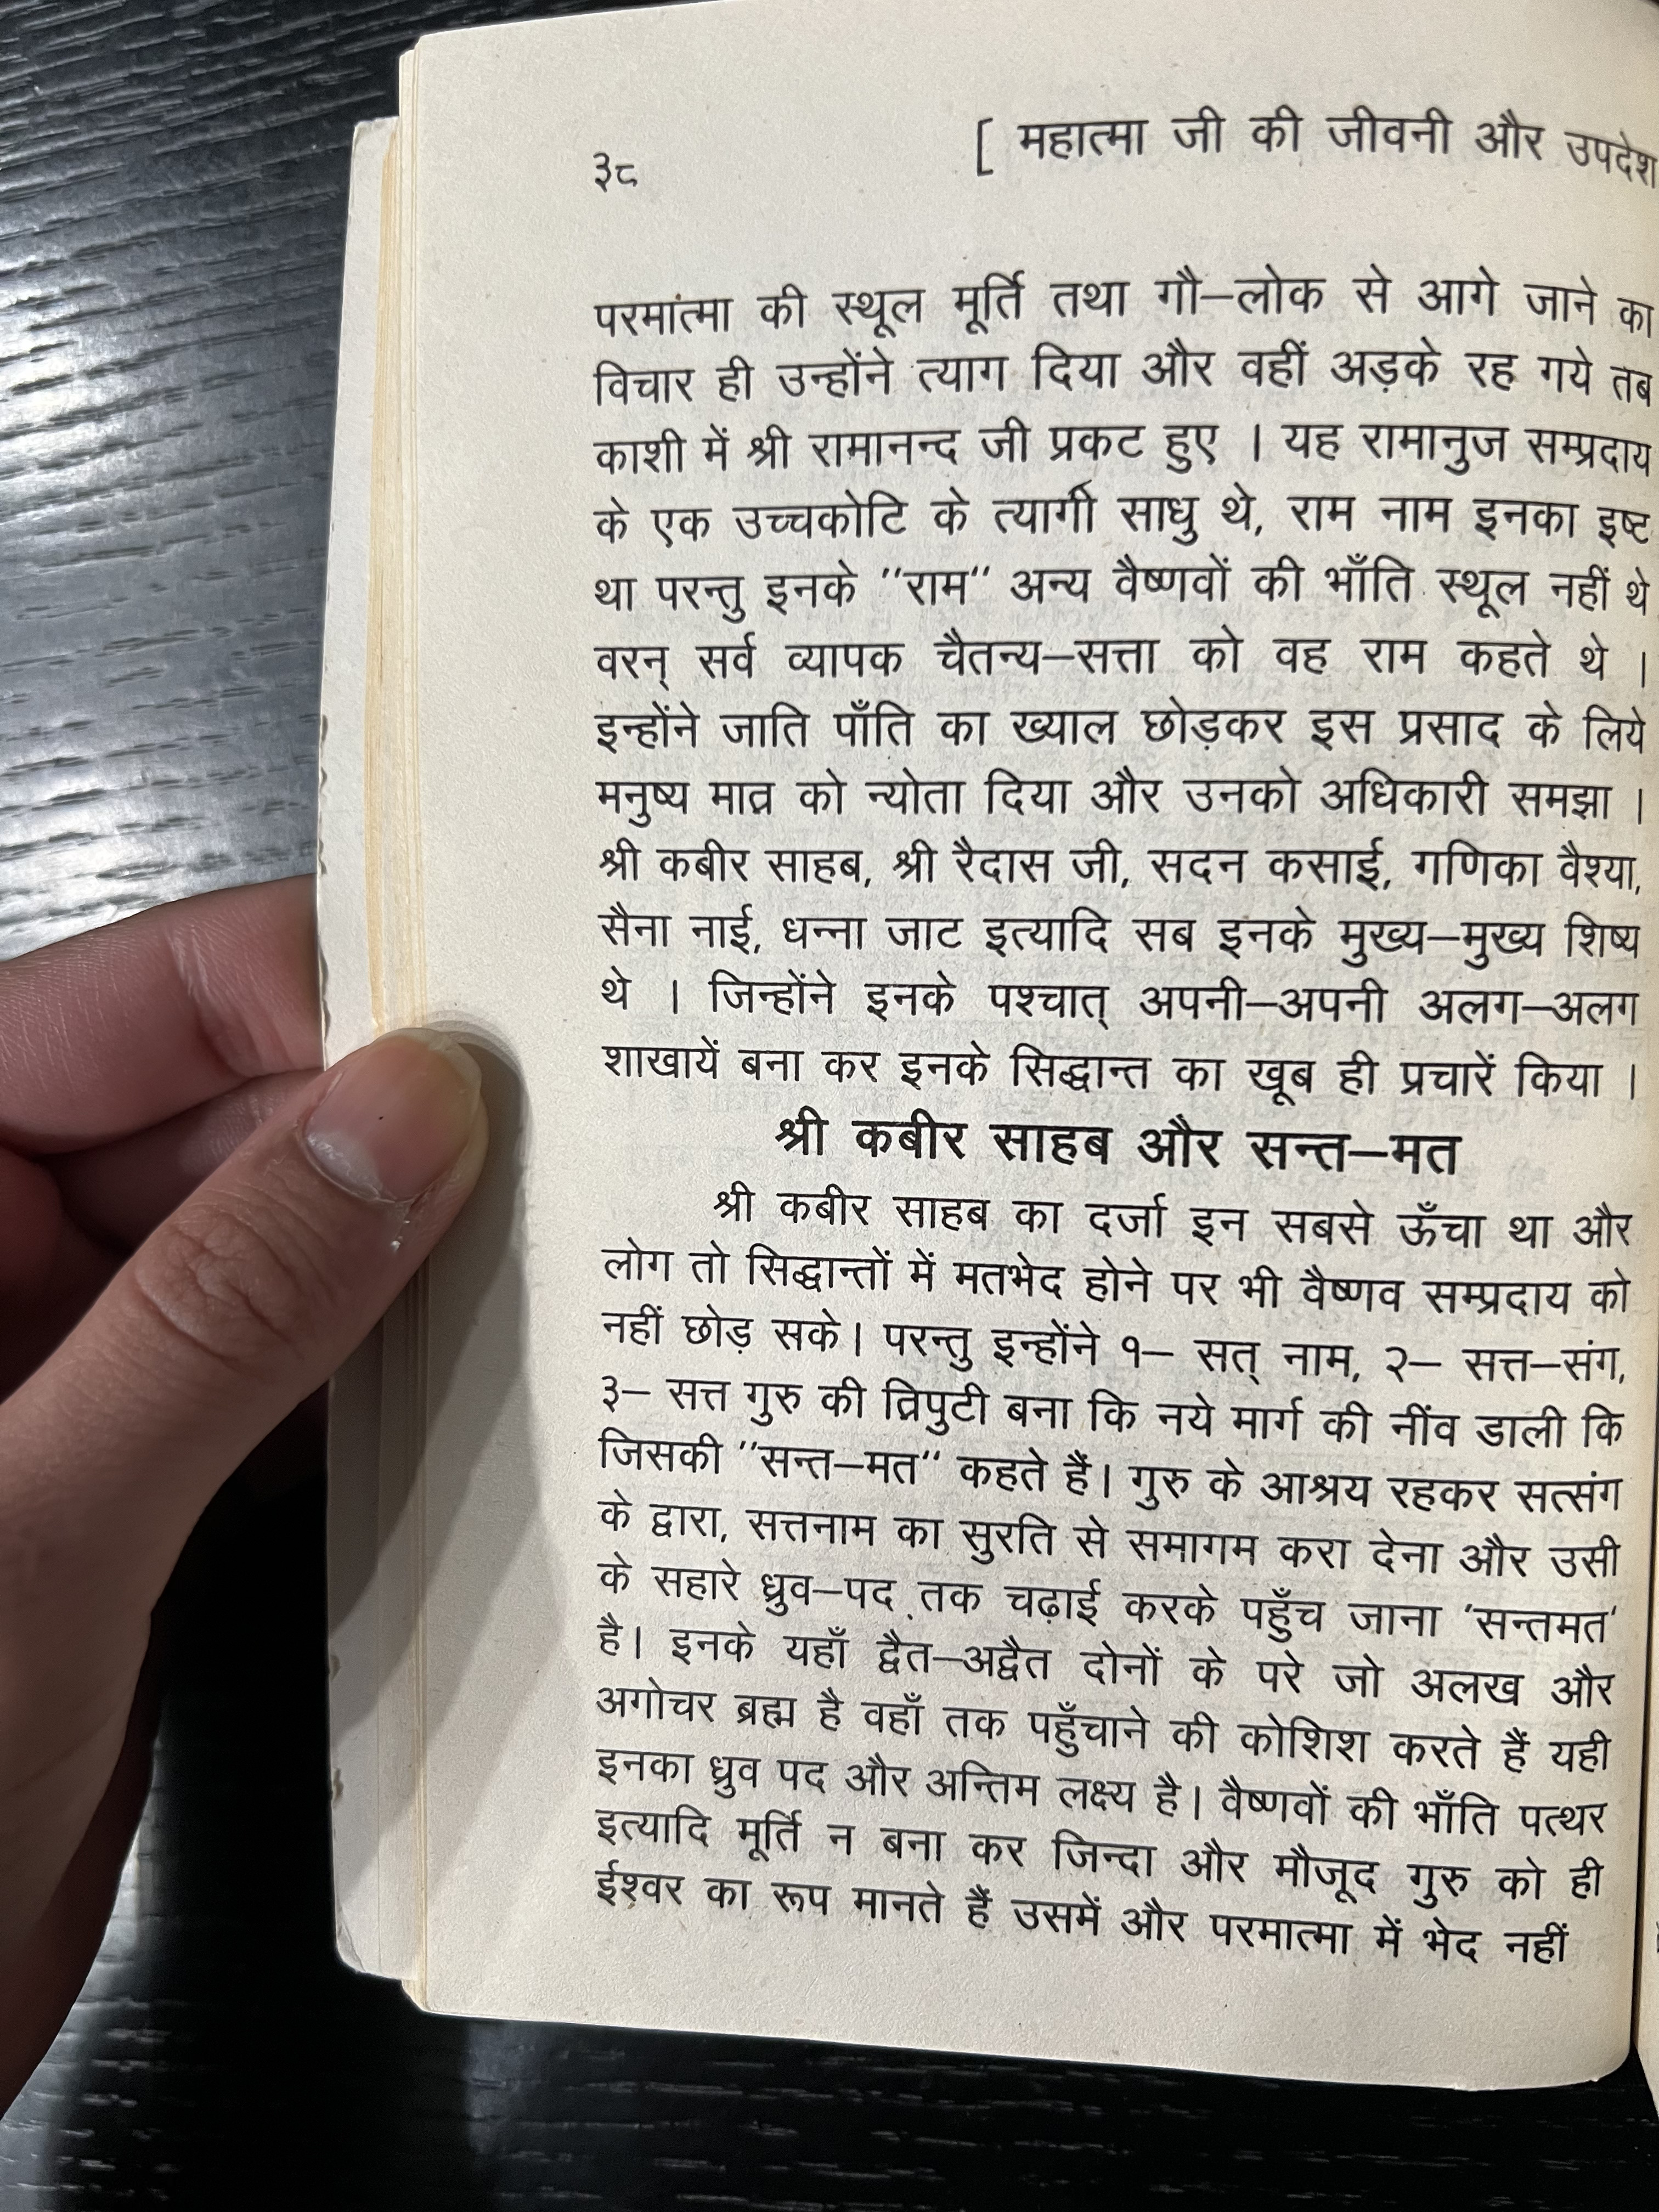 ३८
[ महात्मा जी की जीवनी और उपदेश
परमात्मा की स्थूल मूर्ति तथा गौ–लोक से आगे जाने का
विचार ही उन्होंने त्याग दिया और वहीं अड़के रह गये तब
काशी में श्री रामानन्द जी प्रकट हुए । यह रामानुज सम्प्रदाय
के एक उच्चकोटि के त्यागी साधु थे, राम नाम इनका इष्ट
था परन्तु इनके ''राम'' अन्य वैष्णवों की भाँति स्थूल नहीं थे
वरन् सर्व व्यापक चैतन्य–सत्ता को वह राम कहते थे ।
इन्होंने जाति पाँति का ख्याल छोड़कर इस प्रसाद के लिये
मनुष्य मात्र को न्योता दिया और उनको अधिकारी समझा ।
श्री कबीर साहब, श्री रैदास जी, सदन कसाई, गणिका वैश्या,
सैना नाई, धन्ना जाट इत्यादि सब इनके मुख्य–मुख्य शिष्य
थे । जिन्होंने इनके पश्चात् अपनी–अपनी अलग–अलग
शाखायें बना कर इनके सिद्धान्त का खूब ही प्रचारें किया ।
श्री कबीर साहब और सन्त–मत
श्री कबीर साहब का दर्जा इन सबसे ऊँचा था और
लोग तो सिद्धान्तों में मतभेद होने पर भी वैष्णव सम्प्रदाय को
नहीं छोड़ सके। परन्तु इन्होंने १– सत् नाम, २– सत्त–संग,
३– सत्त गुरु की त्रिपुटी बना कि नये मार्ग की नींव डाली कि
जिसकी ''सन्त–मत'' कहते हैं। गुरु के आश्रय रहकर सत्संग
के द्वारा, सत्तनाम का सुरति से समागम करा देना और उसी
के सहारे ध्रुव–पद तक चढ़ाई करके पहुँच जाना 'सन्तमत'
है। इनके यहाँ द्वैत–अद्वैत दोनों के परे जो अलख और
अगोचर ब्रह्म है वहाँ तक पहुँचाने की कोशिश करते हैं यही
इनका ध्रुव पद और अन्तिम लक्ष्य है। वैष्णवों की भाँति पत्थर
इत्यादि मूर्ति न बना कर जिन्दा और मौजूद गुरु को ही
ईश्वर का रूप मानते हैं उसमें और परमात्मा में भेद नहीं